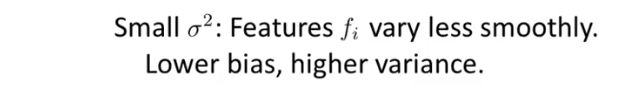 Small σ²: Features fᵢ vary less smoothly.
Lower bias, higher variance.